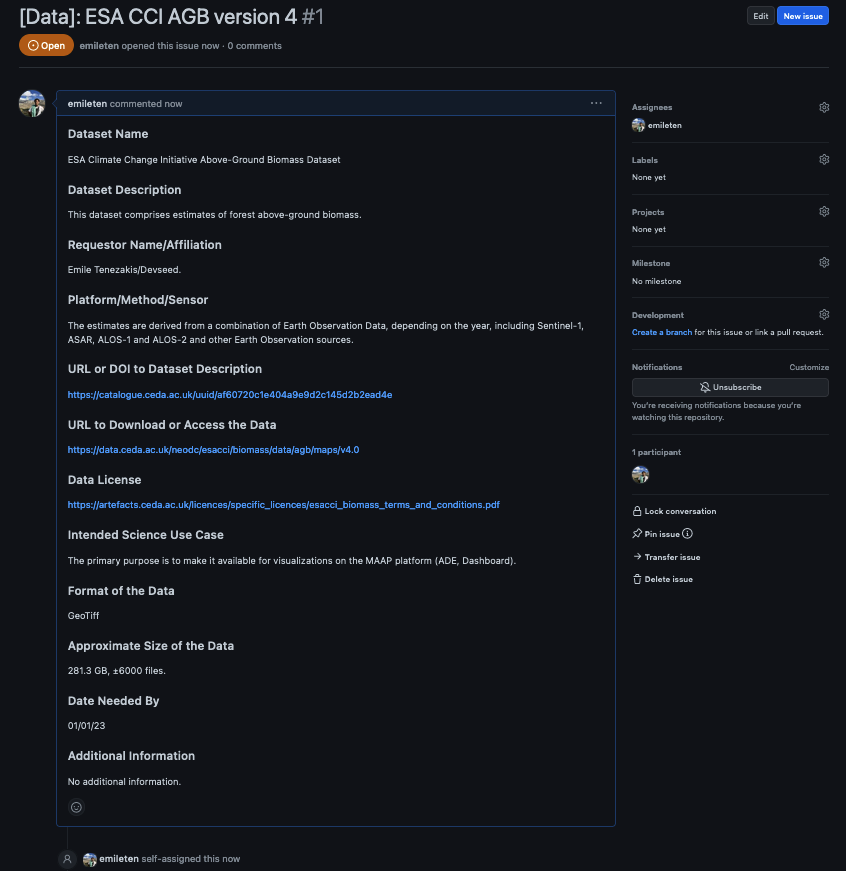 [Data]: ESA CCI AGB version 4 #1
Edit
New issue
Open
emileten opened this issue now · 0 comments
emileten commented now
Dataset Name
ESA Climate Change Initiative Above-Ground Biomass Dataset
Dataset Description
This dataset comprises estimates of forest above-ground biomass.
Requestor Name/Affiliation
Emile Tenezakis/Devseed.
Platform/Method/Sensor
The estimates are derived from a combination of Earth Observation Data, depending on the year, including Sentinel-1,
ASAR, ALOS-1 and ALOS-2 and other Earth Observation sources.
URL or DOI to Dataset Description
https://catalogue.ceda.ac.uk/uuid/af60720c1e404a9e9d2c145d2b2ead4e
URL to Download or Access the Data
https://data.ceda.ac.uk/neodc/esacci/biomass/data/agb/maps/v4.0
Data License
https://artefacts.ceda.ac.uk/licences/specific_licences/esacci_biomass_terms_and_conditions.pdf
Intended Science Use Case
The primary purpose is to make it available for visualizations on the MAAP platform (ADE, Dashboard).
Format of the Data
GeoTiff
Approximate Size of the Data
281.3 GB, ±6000 files.
Date Needed By
01/01/23
Additional Information
No additional information.
emileten self-assigned this now
Assignees
emileten
Labels
None yet
Projects
None yet
Milestone
No milestone
Development
Create a branch for this issue or link a pull request.
Notifications
Customize
Unsubscribe
You're receiving notifications because you're
watching this repository.
1 participant
Lock conversation
Pin issue
Transfer issue
Delete issue